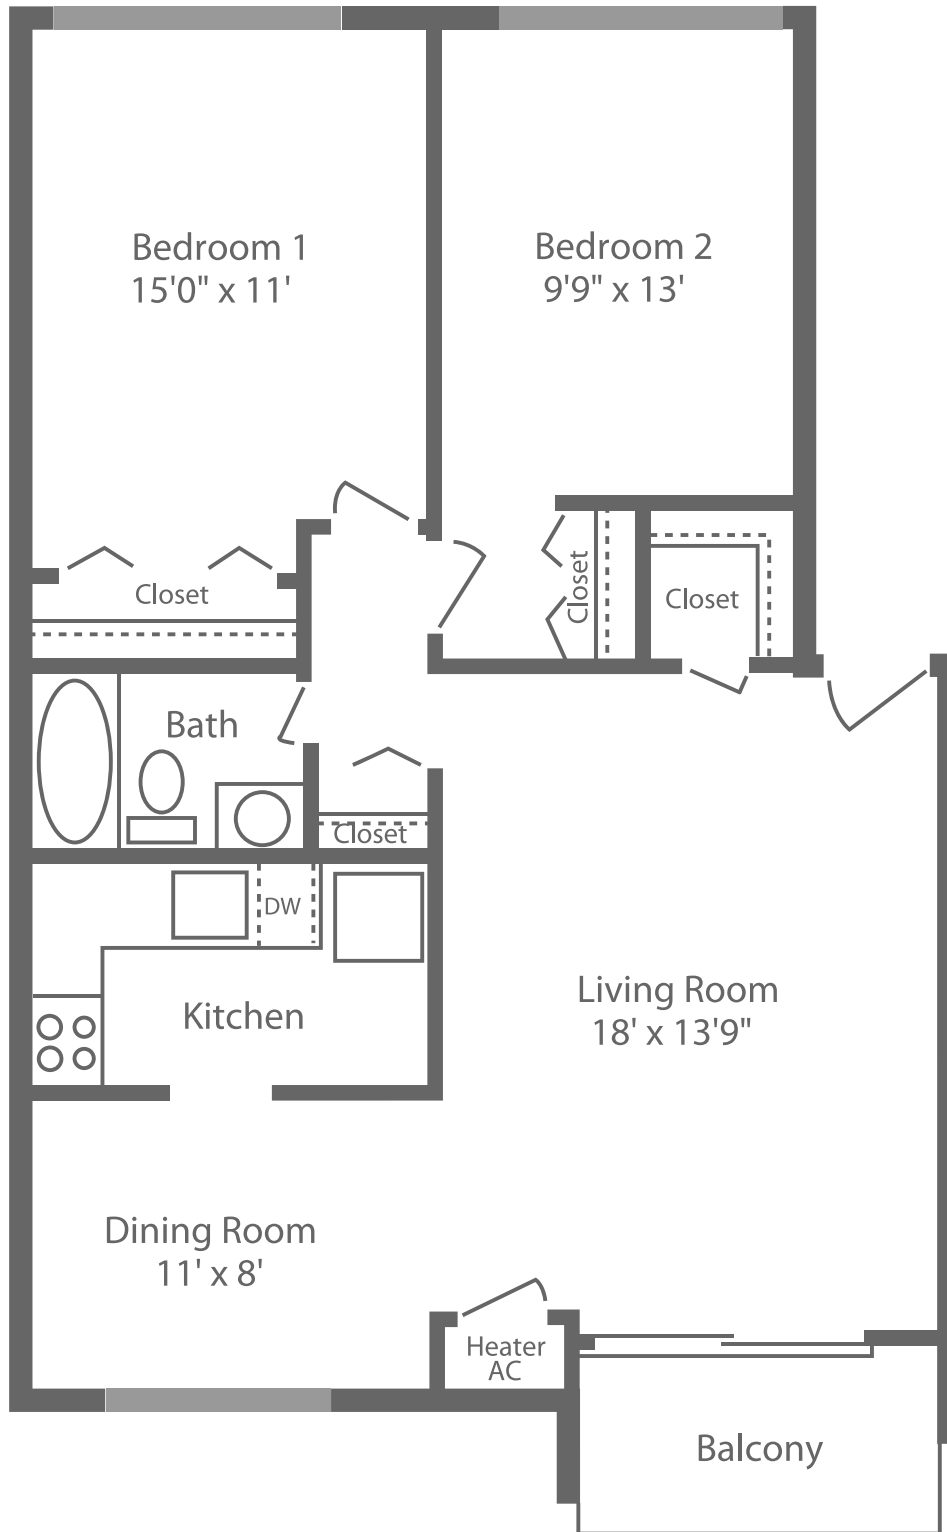 Bedroom 1
15'0" x 11'
Bedroom 2
9'9" x 13'
Closet
Closet
Closet
Bath
Closet
DW
Kitchen
Living Room
18' x 13'9"
Dining Room
11' x 8'
Heater
AC
Balcony